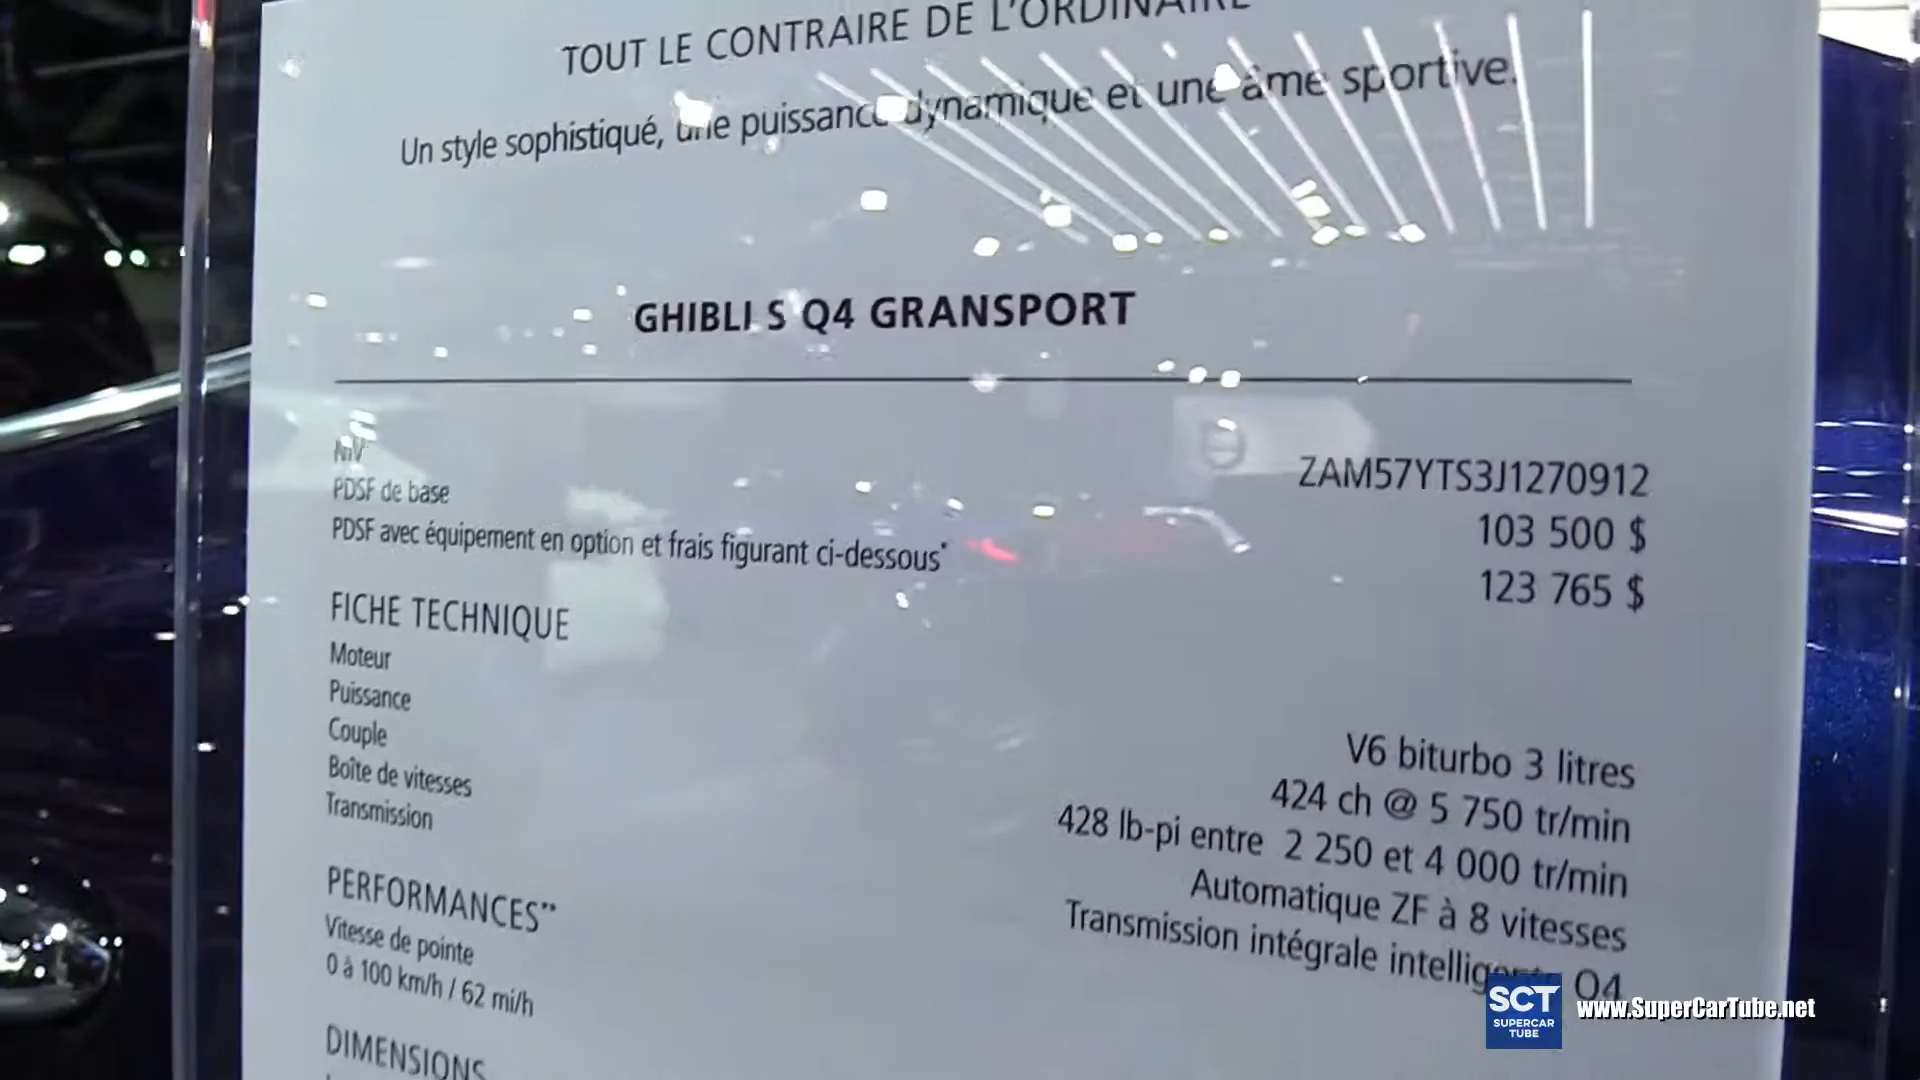 TOUT LE CONTRAIRE DE L'ORDINAIRE
Un style sophistiqué, une puissance dynamique et une âme sportive.
GHIBLI S Q4 GRANSPORT
NIV ZAM57YTS3J1270912
PDSF de base 103 500 $
PDSF avec équipement en option et frais figurant ci-dessous* 123 765 $
FICHE TECHNIQUE
Moteur V6 biturbo 3 litres
Puissance 424 ch @ 5 750 tr/min
Couple 428 lb-pi entre 2 250 et 4 000 tr/min
Boîte de vitesses Automatique ZF à 8 vitesses
Transmission Transmission intégrale intelligente Q4
PERFORMANCES**
Vitesse de pointe
0 à 100 km/h / 62 mi/h
DIMENSIONS
SCT
SUPERCAR
TUBE
www.SuperCarTube.net